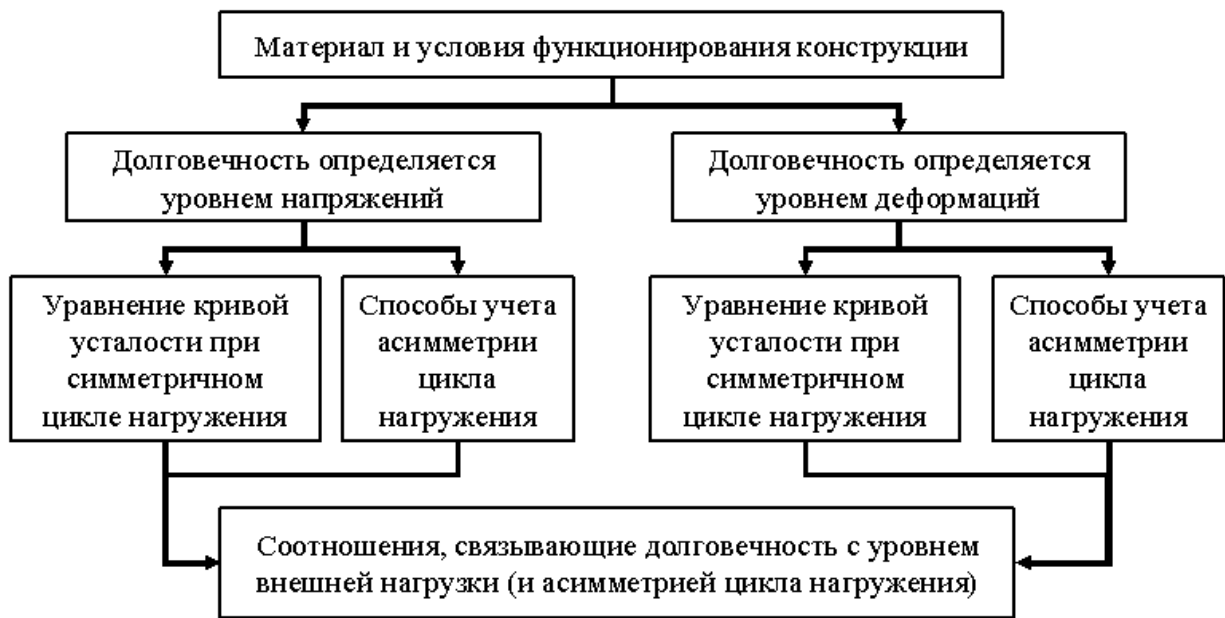 Материал и условия функционирования конструкции
Долговечность определяется
уровнем напряжений
Долговечность определяется
уровнем деформаций
Уравнение кривой
усталости при
симметричном
цикле нагружения
Способы учета
асимметрии
цикла
нагружения
Уравнение кривой
усталости при
симметричном
цикле нагружения
Способы учета
асимметрии
цикла
нагружения
Соотношения, связывающие долговечность с уровнем
внешней нагрузки (и асимметрией цикла нагружения)